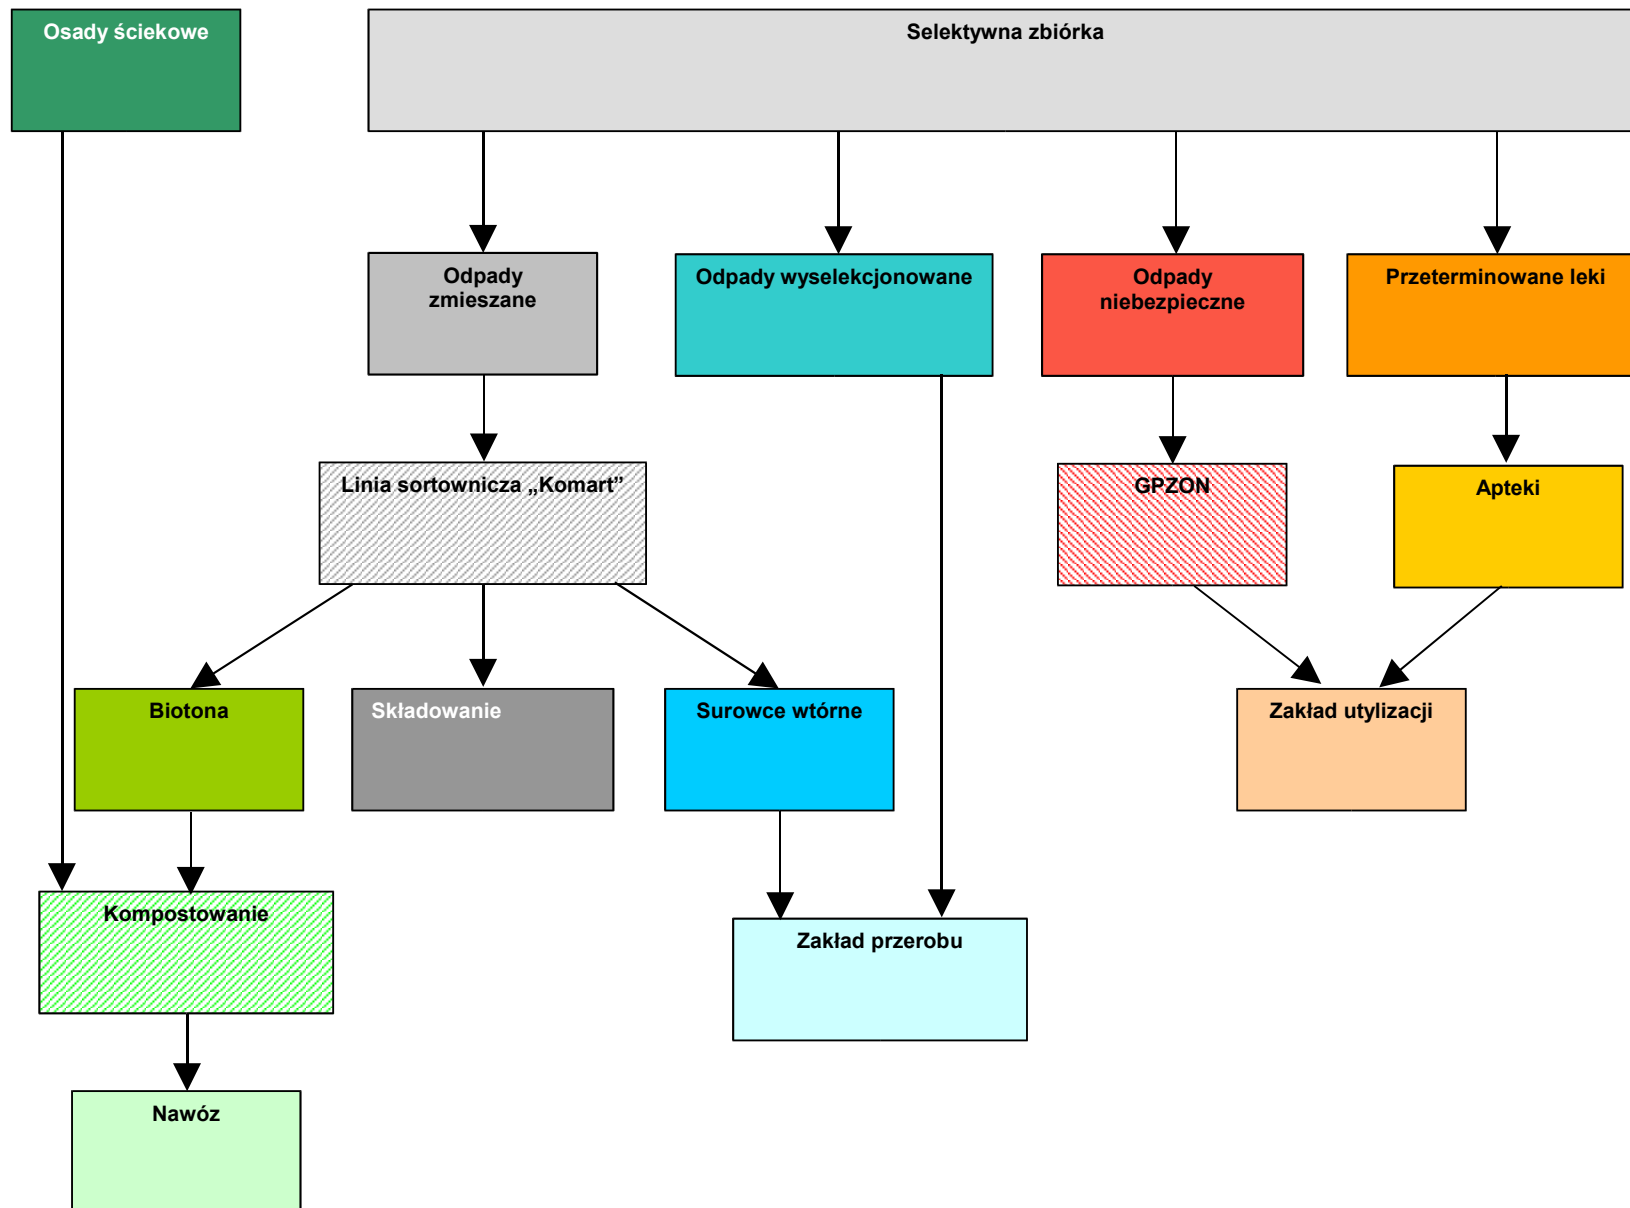 Osady ściekowe
Selektywna zbiórka
Odpady
zmieszane
Odpady wyselekcjonowane
Odpady
niebezpieczne
Przeterminowane leki
Linia sortownicza „Komart”
GPZON
Apteki
Biotona
Składowanie
Surowce wtórne
Zakład utylizacji
Kompostowanie
Zakład przerobu
Nawóz